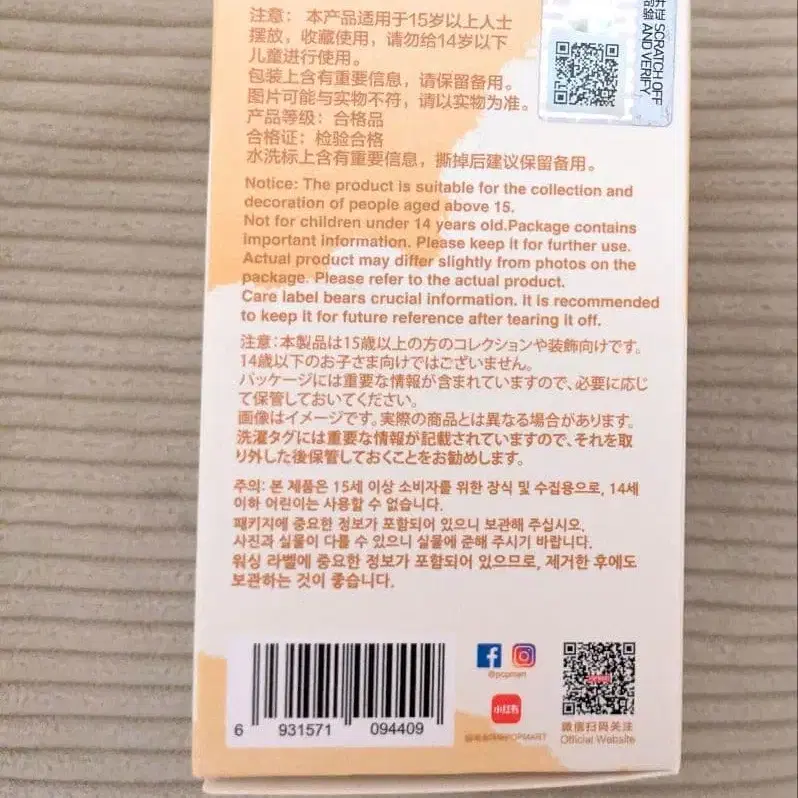 注意：本产品适用于15岁以上人士
摆放，收藏使用，请勿给14岁以下
儿童进行使用。
包装上含有重要信息，请保留备用。
图片可能与实物不符，请以实物为准。
产品等级：合格品
合格证：检验合格
水洗标上含有重要信息，撕掉后建议保留备用。
SCRATCH OFF
AND VERIFY
Notice: The product is suitable for the collection and
decoration of people aged above 15.
Not for children under 14 years old.Package contains
important information. Please keep it for further use.
Actual product may differ slightly from photos on the
package. Please refer to the actual product.
Care label bears crucial information. it is recommended
to keep it for future reference after tearing it off.
注意：本製品は15歳以上の方のコレクションや装飾向けです。
14歳以下のお子さま向けではございません。
パッケージには重要な情報が含まれていますので、必要に応じ
て保管しておいてください。
画像はイメージです。実際の商品とは異なる場合があります。
洗濯タグには重要な情報が記載されていますので、それを取
り外した後保管しておくことをお勧めします。
주의: 본 제품은 15세 이상 소비자를 위한 장식 및 수집용으로, 14세
이하 어린이는 사용할 수 없습니다.
패키지에 중요한 정보가 포함되어 있으니 보관해 주십시오.
사진과 실물이 다를 수 있으니 실물에 준해 주시기 바랍니다.
워싱 라벨에 중요한 정보가 포함되어 있으므로, 제거한 후에도
보관하는 것이 좋습니다.
6 931571 094409
@popmart
小红书
POPMART
微信扫码关注
Official Website